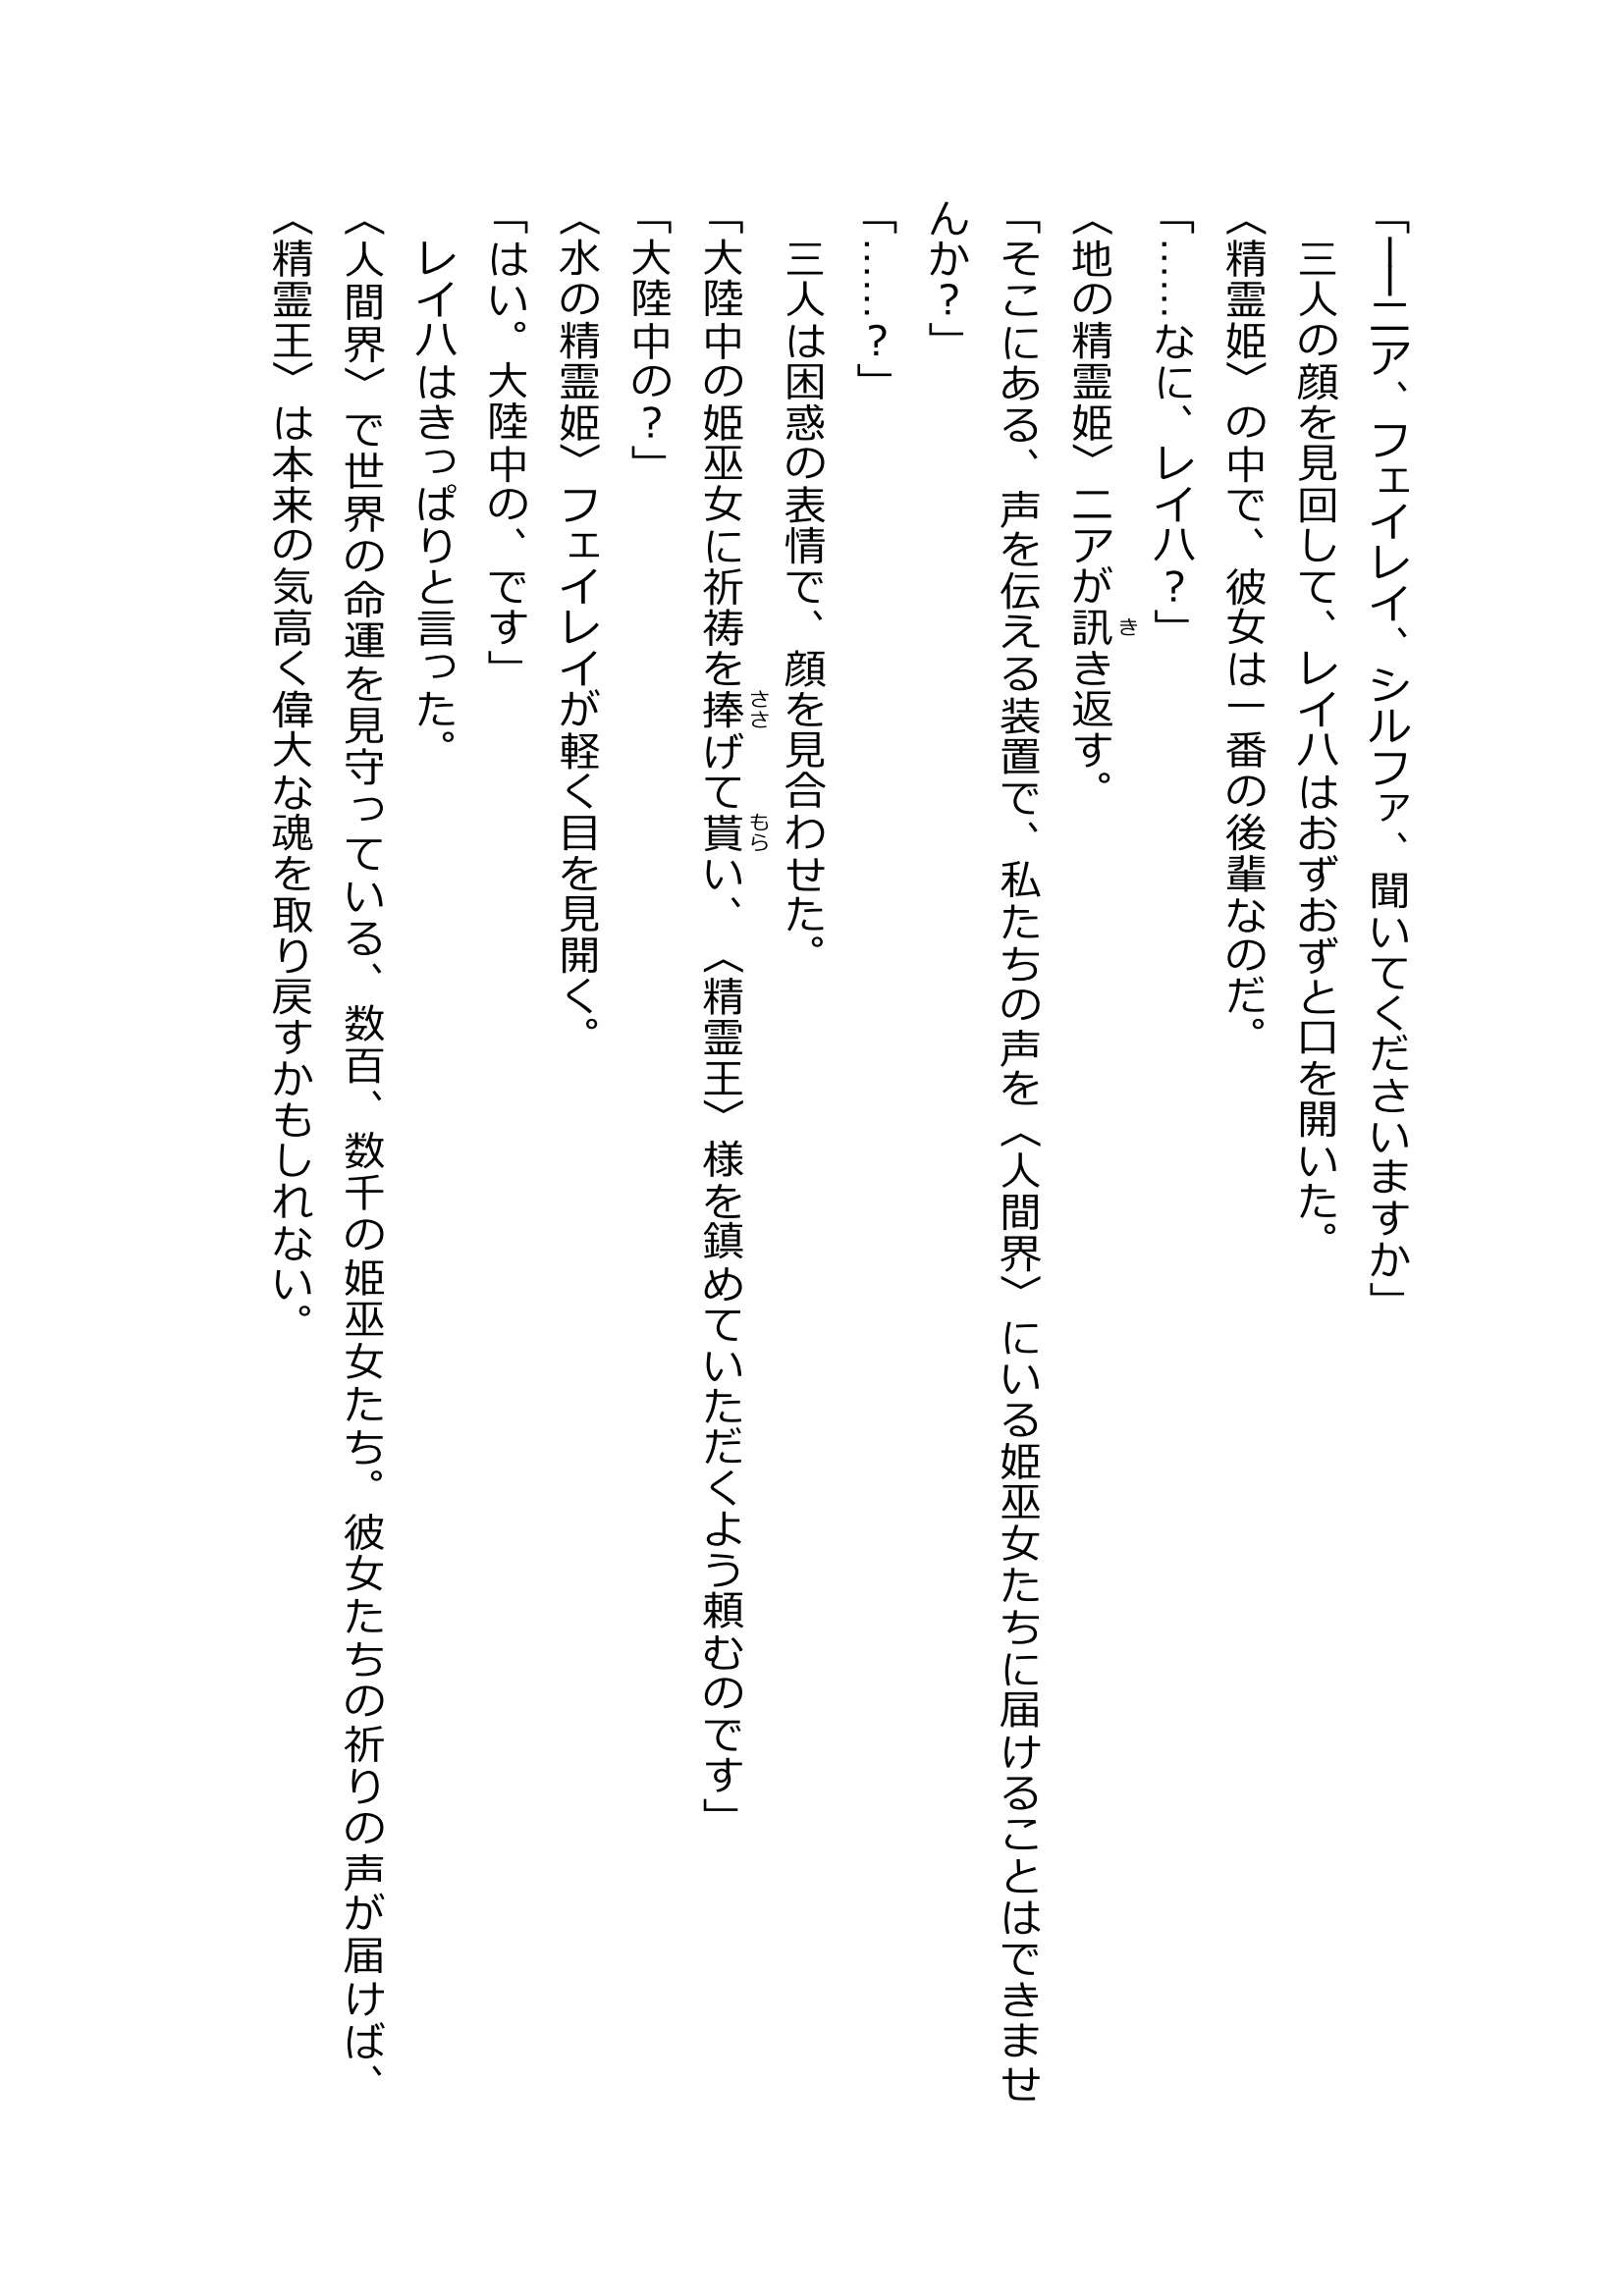 「――ニア、フェイレイ、シルファ、聞いてくださいますか」
　三人の顔を見回して、レイハはおずおずと口を開いた。
〈精霊姫〉の中で、彼女は一番の後輩なのだ。
「……なに、レイハ？」
〈地の精霊姫〉ニアが訊き返す。
「そこにある、声を伝える装置で、私たちの声を〈人間界〉にいる姫巫女たちに届けることはできませ
んか？」
「……？」
　三人は困惑の表情で、顔を見合わせた。
「大陸中の姫巫女に祈祷を捧げて貰い、〈精霊王〉様を鎮めていただくよう頼むのです」
「大陸中の？」
〈水の精霊姫〉フェイレイが軽く目を見開く。
「はい。大陸中の、です」
　レイハはきっぱりと言った。
〈人間界〉で世界の命運を見守っている、数百、数千の姫巫女たち。彼女たちの祈りの声が届けば、
〈精霊王〉は本来の気高く偉大な魂を取り戻すかもしれない。